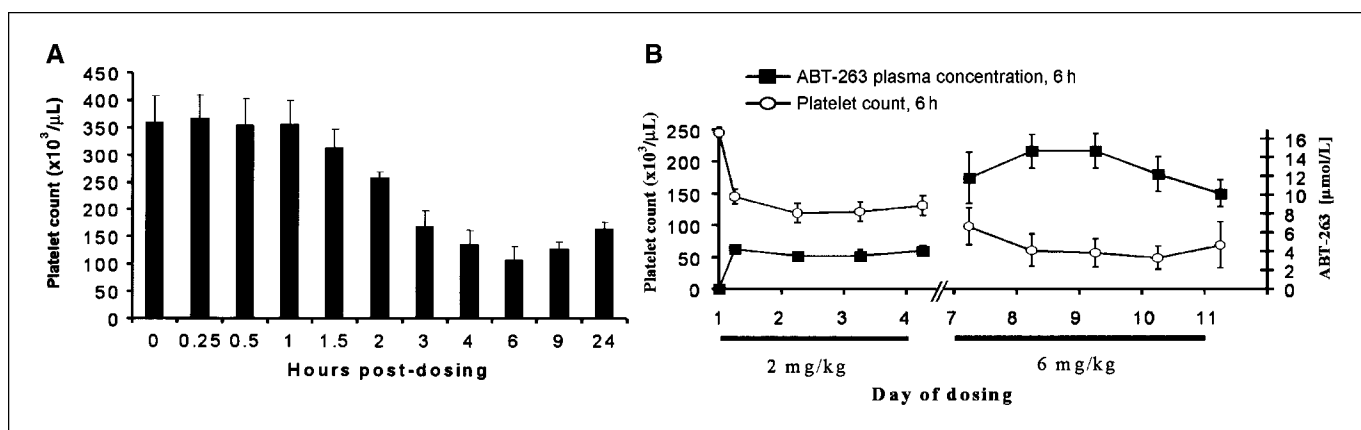 A
Platelet count (x10³/µL)
450
400
350
300
250
200
150
100
50
0
0 0.25 0.5 1 1.5 2 3 4 6 9 24
Hours post-dosing
B
ABT-263 plasma concentration, 6 h
Platelet count, 6 h
Platelet count (x10³/µL)
250
200
150
100
50
0
16
14
12
10
8
6
4
2
0
ABT-263 [µmol/L]
1 2 3 4 7 8 9 10 11
2 mg/kg 6 mg/kg
Day of dosing